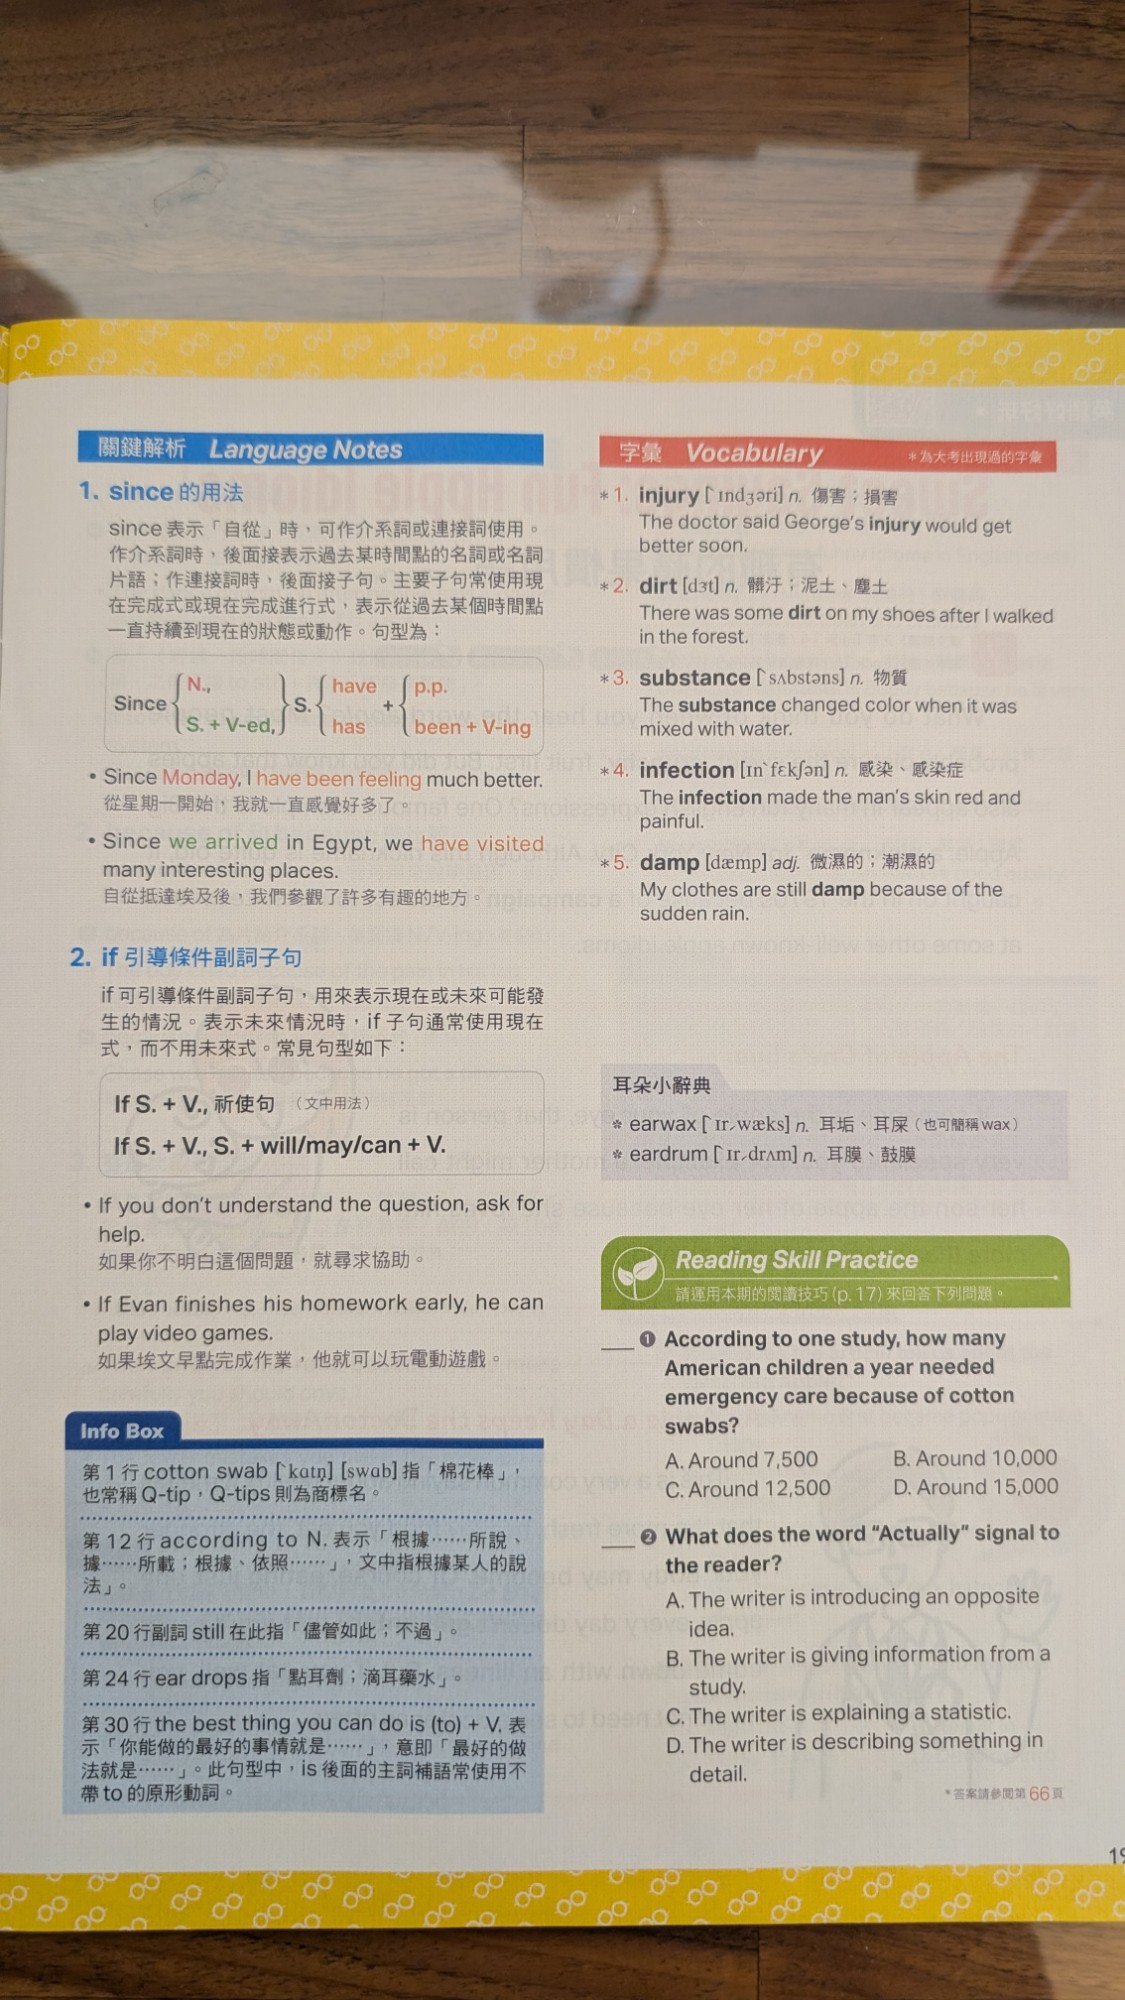 關鍵解析 Language Notes
1. since 的用法
since 表示「自從」時，可作介系詞或連接詞使用。
作介系詞時，後面接表示過去某時間點的名詞或名詞
片語；作連接詞時，後面接子句。主要子句常使用現
在完成式或現在完成進行式，表示從過去某個時間點
一直持續到現在的狀態或動作。句型為：
Since { N., / S. + V-ed, } S. { have / has + { p.p. / been + V-ing
• Since Monday, I have been feeling much better.
從星期一開始，我就一直感覺好多了。
• Since we arrived in Egypt, we have visited
many interesting places.
自從抵達埃及後，我們參觀了許多有趣的地方。
2. if 引導條件副詞子句
if 可引導條件副詞子句，用來表示現在或未來可能發
生的情況。表示未來情況時，if 子句通常使用現在
式，而不用未來式。常見句型如下：
If S. + V., 祈使句 （文中用法）
If S. + V., S. + will/may/can + V.
• If you don't understand the question, ask for
help.
如果你不明白這個問題，就尋求協助。
• If Evan finishes his homework early, he can
play video games.
如果埃文早點完成作業，他就可以玩電動遊戲。
Info Box
第 1 行 cotton swab [ˋkɑtn̩] [swɑb] 指「棉花棒」，
也常稱 Q-tip，Q-tips 則為商標名。
第 12 行 according to N. 表示「根據……所說、
據……所載；根據、依照……」，文中指根據某人的說
法」。
第 20 行副詞 still 在此指「儘管如此；不過」。
第 24 行 ear drops 指「點耳劑；滴耳藥水」。
第 30 行 the best thing you can do is (to) + V. 表
示「你能做的最好的事情就是……」，意即「最好的做
法就是……」。此句型中，is 後面的主詞補語常使用不
帶 to 的原形動詞。
字彙 Vocabulary ＊為大考出現過的字彙
＊1. injury [ˋɪndʒəri] n. 傷害；損害
The doctor said George's injury would get
better soon.
＊2. dirt [dɜt] n. 髒汙；泥土、塵土
There was some dirt on my shoes after I walked
in the forest.
＊3. substance [ˋsʌbstəns] n. 物質
The substance changed color when it was
mixed with water.
＊4. infection [ɪnˋfɛkʃən] n. 感染、感染症
The infection made the man's skin red and
painful.
＊5. damp [dæmp] adj. 微濕的；潮濕的
My clothes are still damp because of the
sudden rain.
耳朵小辭典
＊ earwax [ˋɪrˏwæks] n. 耳垢、耳屎（也可簡稱 wax）
＊ eardrum [ˋɪrˏdrʌm] n. 耳膜、鼓膜
Reading Skill Practice
請運用本期的閱讀技巧 (p. 17) 來回答下列問題。
___ ❶ According to one study, how many
American children a year needed
emergency care because of cotton
swabs?
A. Around 7,500 B. Around 10,000
C. Around 12,500 D. Around 15,000
___ ❷ What does the word "Actually" signal to
the reader?
A. The writer is introducing an opposite
idea.
B. The writer is giving information from a
study.
C. The writer is explaining a statistic.
D. The writer is describing something in
detail.
＊答案請參閱第 66 頁